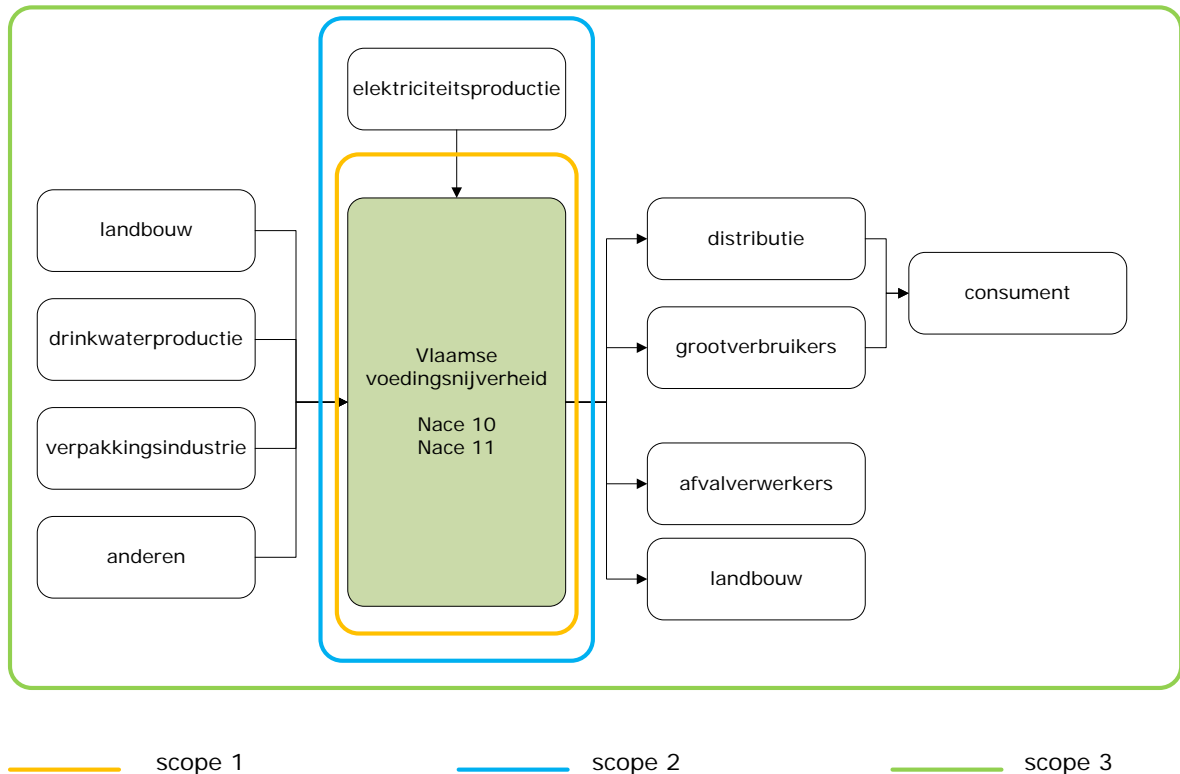 elektriciteitsproductie
landbouw
drinkwaterproductie
verpakkingsindustrie
anderen
Vlaamse
voedingsnijverheid
Nace 10
Nace 11
distributie
grootverbruikers
afvalverwerkers
landbouw
consument
scope 1
scope 2
scope 3